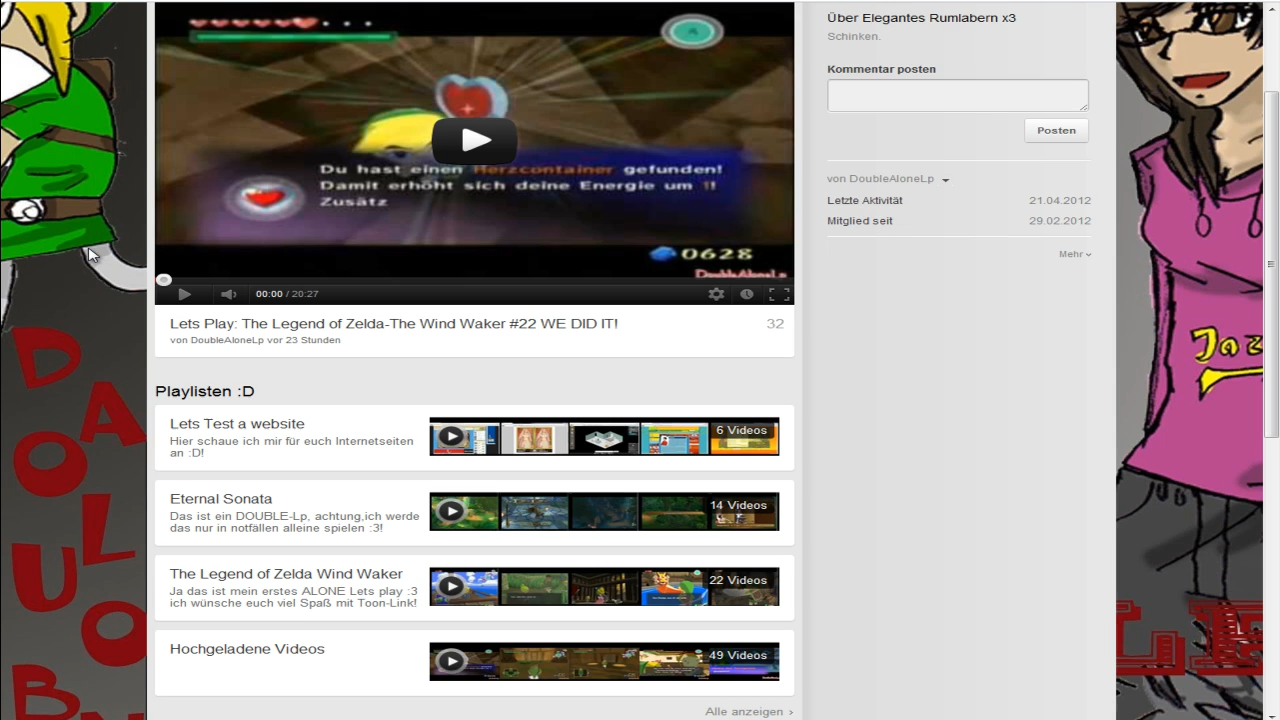 A
Du hast einen Herzcontainer gefunden!
Damit erhöht sich deine Energie um 1!
Zusätz
0628
DoubleAloneLp
00:00 / 20:27
Lets Play: The Legend of Zelda-The Wind Waker #22 WE DID IT!
32
von DoubleAloneLp vor 23 Stunden
Playlisten :D
Lets Test a website
Hier schaue ich mir für euch Internetseiten
an :D!
6 Videos
Eternal Sonata
Das ist ein DOUBLE-Lp, achtung,ich werde
das nur in notfällen alleine spielen :3!
14 Videos
The Legend of Zelda Wind Waker
Ja das ist mein erstes ALONE Lets play :3
ich wünsche euch viel Spaß mit Toon-Link!
22 Videos
Hochgeladene Videos
49 Videos
Alle anzeigen ›
Über Elegantes Rumlabern x3
Schinken.
Kommentar posten
Posten
von DoubleAloneLp
Letzte Aktivität 21.04.2012
Mitglied seit 29.02.2012
Mehr